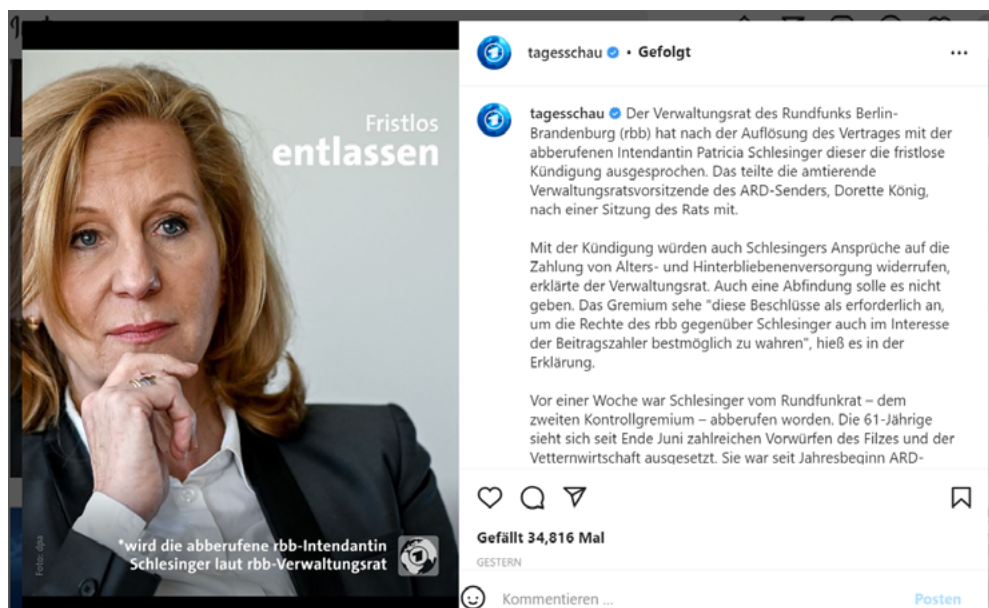 Fristlos
entlassen
*wird die abberufene rbb-Intendantin
Schlesinger laut rbb-Verwaltungsrat
Foto: dpa
tagesschau • Gefolgt
tagesschau Der Verwaltungsrat des Rundfunks Berlin-
Brandenburg (rbb) hat nach der Auflösung des Vertrages mit der
abberufenen Intendantin Patricia Schlesinger dieser die fristlose
Kündigung ausgesprochen. Das teilte die amtierende
Verwaltungsratsvorsitzende des ARD-Senders, Dorette König,
nach einer Sitzung des Rats mit.
Mit der Kündigung würden auch Schlesingers Ansprüche auf die
Zahlung von Alters- und Hinterbliebenenversorgung widerrufen,
erklärte der Verwaltungsrat. Auch eine Abfindung solle es nicht
geben. Das Gremium sehe "diese Beschlüsse als erforderlich an,
um die Rechte des rbb gegenüber Schlesinger auch im Interesse
der Beitragszahler bestmöglich zu wahren", hieß es in der
Erklärung.
Vor einer Woche war Schlesinger vom Rundfunkrat – dem
zweiten Kontrollgremium – abberufen worden. Die 61-Jährige
sieht sich seit Ende Juni zahlreichen Vorwürfen des Filzes und der
Vetternwirtschaft ausgesetzt. Sie war seit Jahresbeginn ARD-
Gefällt 34,816 Mal
GESTERN
Kommentieren ...
Posten